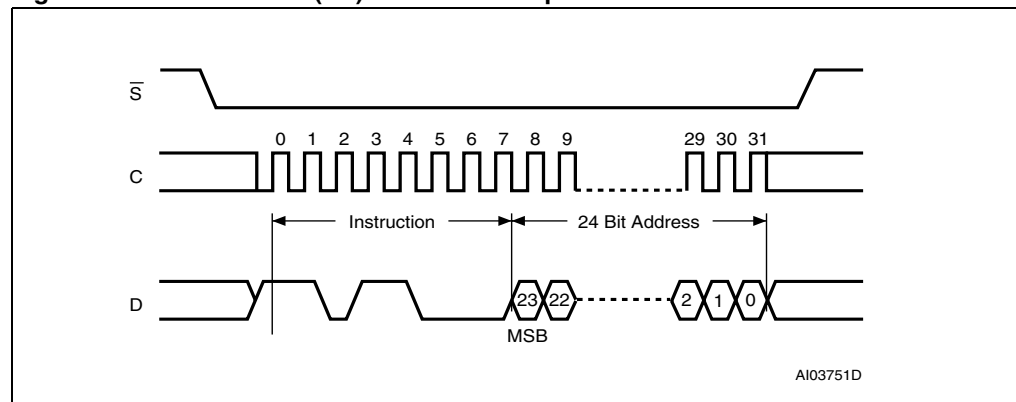 S
0 1 2 3 4 5 6 7 8 9 29 30 31
C
Instruction 24 Bit Address
D 23 22 2 1 0
MSB
AI03751D